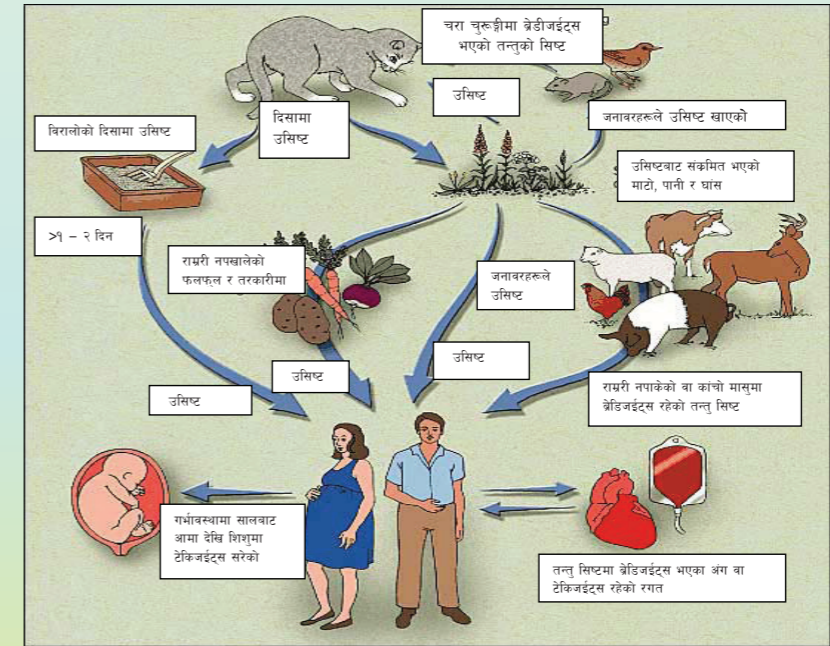 चरा चुरूङ्गीमा ब्रेडीजईट्स
भएको तन्तुको सिष्ट
उसिष्ट
दिसामा
उसिष्ट
विरालोको दिसामा उसिष्ट
जनावरहरूले उसिष्ट खाएको
उसिष्टबाट संक्रमित भएको
माटो, पानी र घांस
>१ – २ दिन
राम्ररी नपखालेको
फलफूल र तरकारीमा
जनावरहरूले
उसिष्ट
उसिष्ट
उसिष्ट
उसिष्ट
राम्ररी नपाकेको वा कांचो मासुमा
ब्रेडिजईट्स रहेको तन्तु सिष्ट
गर्भावस्थामा सालबाट
आमा देखि शिशुमा
टेकिजईट्स सरेको
तन्तु सिष्टमा ब्रेडिजईट्स भएका अंग वा
टेकिजईट्स रहेको रगत